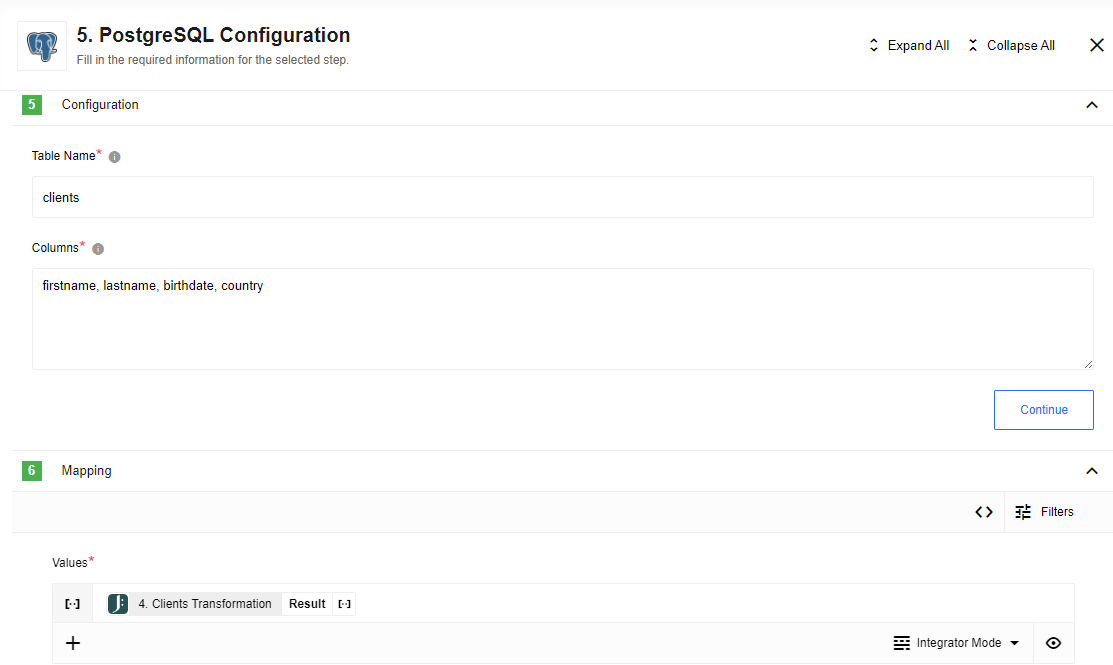 5. PostgreSQL Configuration
Fill in the required information for the selected step.
Expand All
Collapse All
5 Configuration
Table Name*
clients
Columns*
firstname, lastname, birthdate, country
Continue
6 Mapping
<> Filters
Values*
[··] J: 4. Clients Transformation Result [··]
+ Integrator Mode